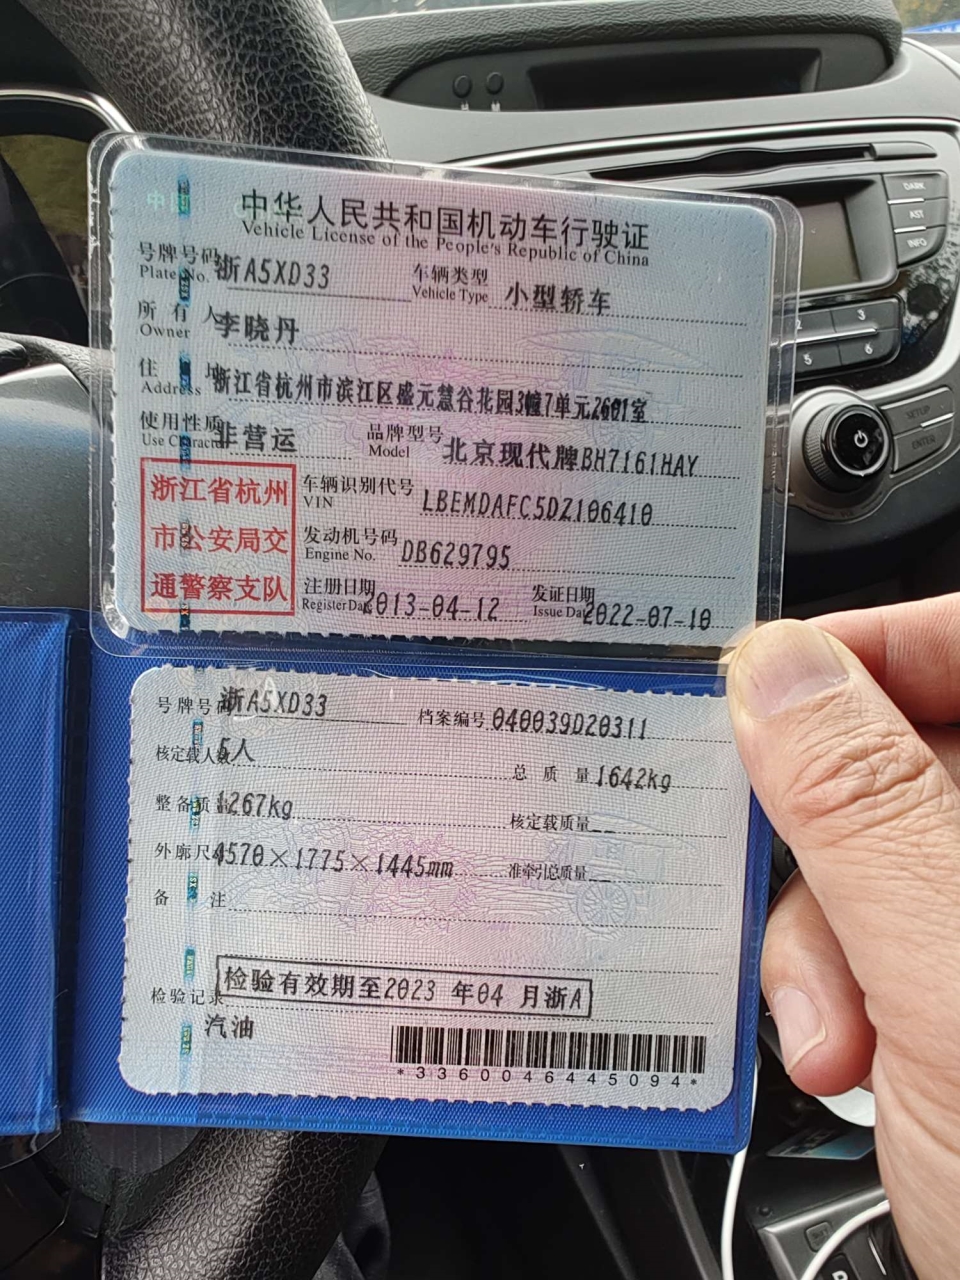 中华人民共和国机动车行驶证
Vehicle License of the People's Republic of China
号牌号码 浙A5XD33 车辆类型 小型轿车
Plate No. Vehicle Type
所有人 李晓丹
Owner
住址 浙江省杭州市滨江区盛元慧谷花园3幢7单元2601室
Address
使用性质 非营运 品牌型号 北京现代牌BH7161HAY
Use Character Model
浙江省杭州
市公安局交
通警察支队
车辆识别代号 LBEMDAFC5DZ106410
VIN
发动机号码 DB629795
Engine No.
注册日期 2013-04-12 发证日期 2022-07-10
Register Date Issue Date
号牌号码 浙A5XD33 档案编号 040039D20311
核定载人数 5人 总质量 1642kg
整备质量 1267kg 核定载质量 --
外廓尺寸 4570×1775×1445mm 准牵引总质量 --
备注
检验记录 检验有效期至2023年04月浙A
汽油
*3360046445094*
DARK
AST
INFO
2 3
5 6
SETUP
ENTER
H M